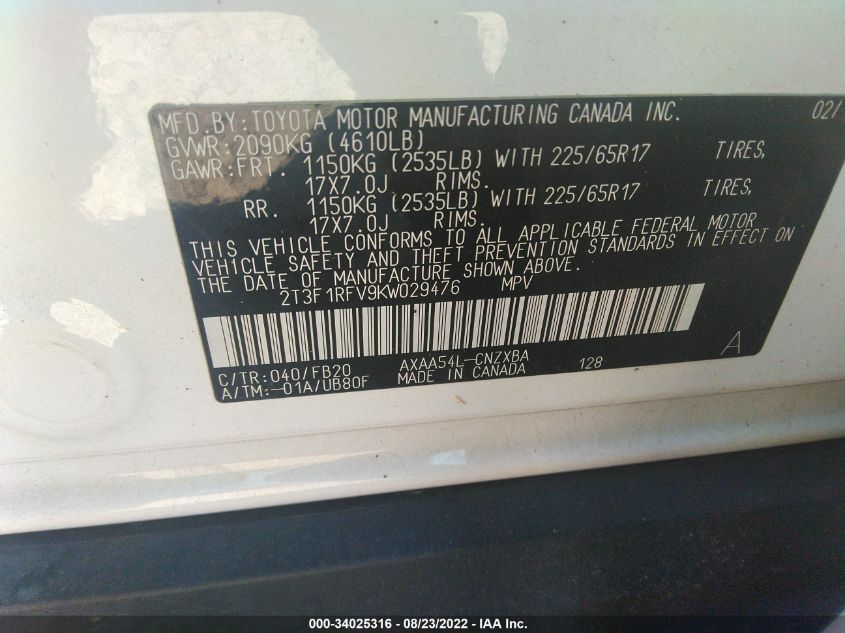 MFD.BY:TOYOTA MOTOR MANUFACTURING CANADA INC. 02/
GVWR:2090KG (4610LB)
GAWR:FRT. 1150KG (2535LB) WITH 225/65R17 TIRES,
17X7.0J RIMS.
RR. 1150KG (2535LB) WITH 225/65R17 TIRES,
17X7.0J RIMS.
THIS VEHICLE CONFORMS TO ALL APPLICABLE FEDERAL MOTOR
VEHICLE SAFETY AND THEFT PREVENTION STANDARDS IN EFFECT ON
THE DATE OF MANUFACTURE SHOWN ABOVE.
2T3F1RFV9KW029476 MPV
C/TR:040/FB20 AXAA54L-CNZXBA 128 A
A/TM:-01A/UB80F MADE IN CANADA
000-34025316 - 08/23/2022 - IAA Inc.